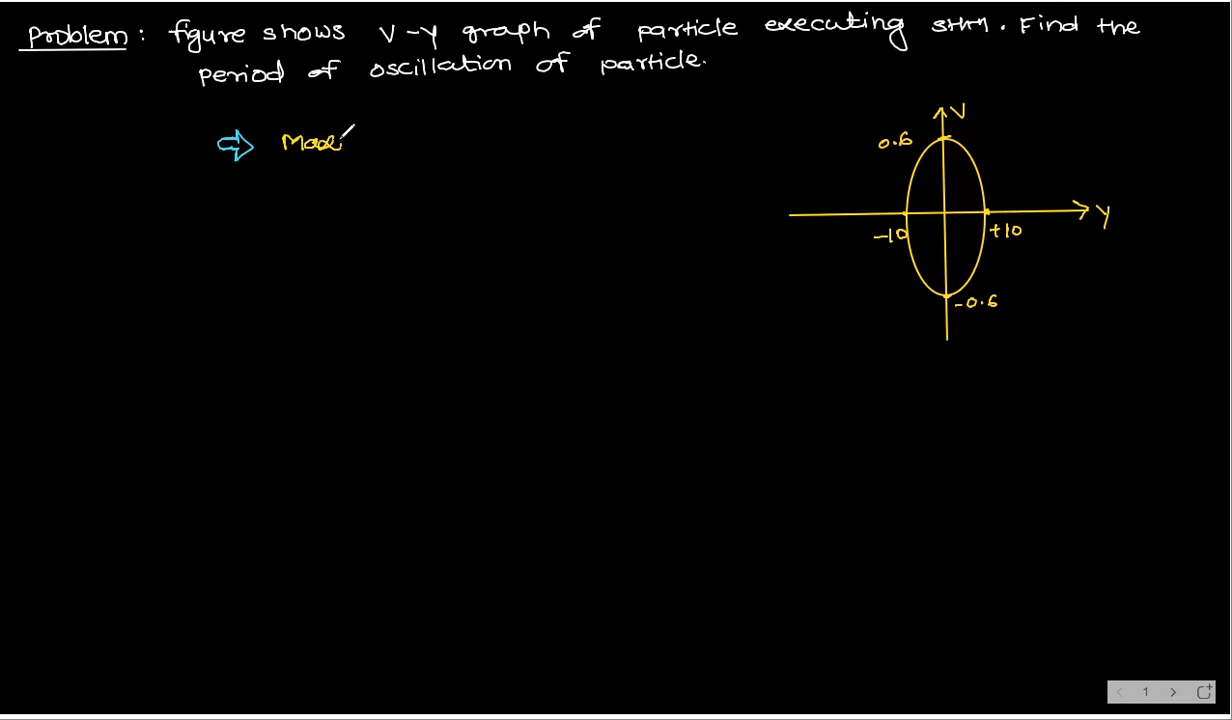 Problem: figure shows V-Y graph of particle executing SHM. Find the
period of oscillation of particle.
V
0.6
Y
-10
+10
-0.6
1